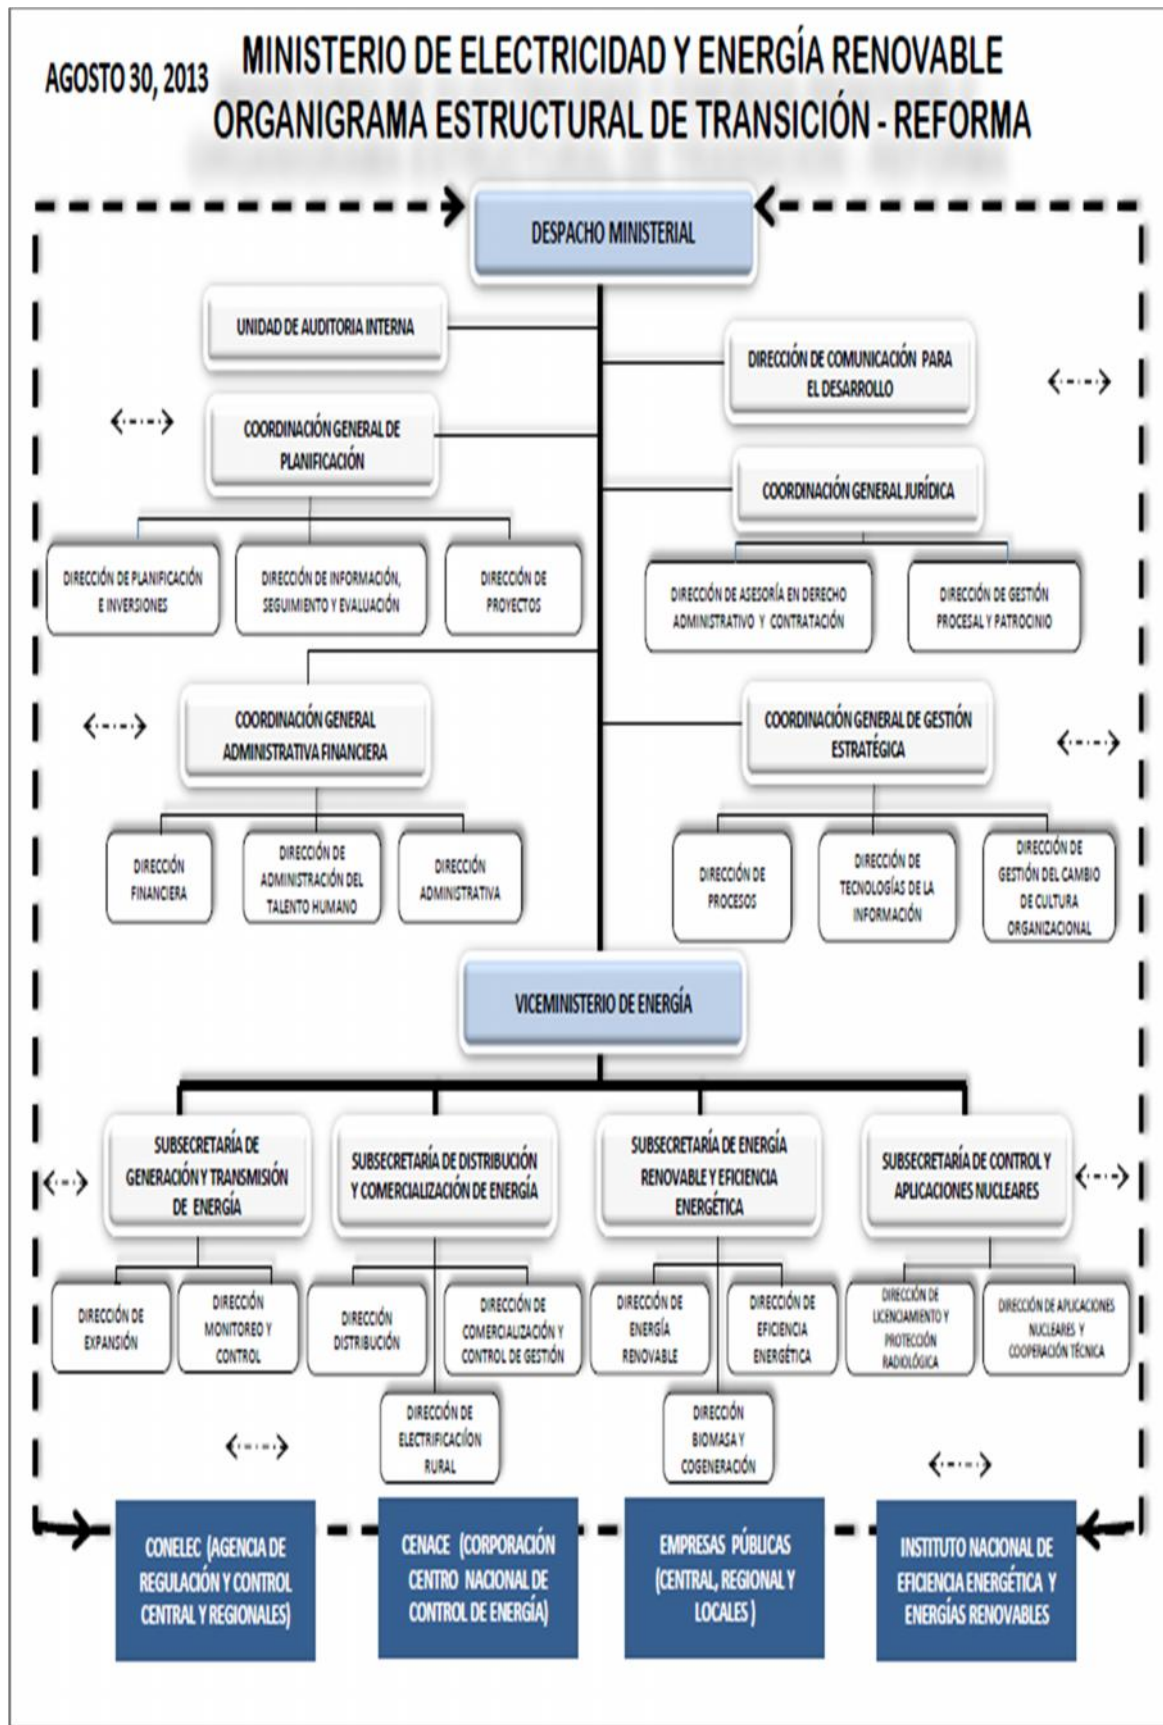 AGOSTO 30, 2013
MINISTERIO DE ELECTRICIDAD Y ENERGÍA RENOVABLE
ORGANIGRAMA ESTRUCTURAL DE TRANSICIÓN - REFORMA
DESPACHO MINISTERIAL
UNIDAD DE AUDITORIA INTERNA
DIRECCIÓN DE COMUNICACIÓN PARA
EL DESARROLLO
COORDINACIÓN GENERAL DE
PLANIFICACIÓN
COORDINACIÓN GENERAL JURÍDICA
DIRECCIÓN DE PLANIFICACIÓN
E INVERSIONES
DIRECCIÓN DE INFORMACIÓN,
SEGUIMIENTO Y EVALUACIÓN
DIRECCIÓN DE
PROYECTOS
DIRECCIÓN DE ASESORÍA EN DERECHO
ADMINISTRATIVO Y CONTRATACIÓN
DIRECCIÓN DE GESTIÓN
PROCESAL Y PATROCINIO
COORDINACIÓN GENERAL
ADMINISTRATIVA FINANCIERA
COORDINACIÓN GENERAL DE GESTIÓN
ESTRATÉGICA
DIRECCIÓN
FINANCIERA
DIRECCIÓN DE
ADMINISTRACIÓN DEL
TALENTO HUMANO
DIRECCIÓN
ADMINISTRATIVA
DIRECCIÓN DE
PROCESOS
DIRECCIÓN DE
TECNOLOGÍAS DE LA
INFORMACIÓN
DIRECCIÓN DE
GESTIÓN DEL CAMBIO
DE CULTURA
ORGANIZACIONAL
VICEMINISTERIO DE ENERGÍA
SUBSECRETARÍA DE
GENERACIÓN Y TRANSMISIÓN
DE ENERGÍA
SUBSECRETARÍA DE DISTRIBUCIÓN
Y COMERCIALIZACIÓN DE ENERGÍA
SUBSECRETARÍA DE ENERGÍA
RENOVABLE Y EFICIENCIA
ENERGÉTICA
SUBSECRETARÍA DE CONTROL Y
APLICACIONES NUCLEARES
DIRECCIÓN DE
EXPANSIÓN
DIRECCIÓN
MONITOREO Y
CONTROL
DIRECCIÓN
DISTRIBUCIÓN
DIRECCIÓN DE
COMERCIALIZACIÓN Y
CONTROL DE GESTIÓN
DIRECCIÓN DE
ENERGÍA
RENOVABLE
DIRECCIÓN DE
EFICIENCIA
ENERGÉTICA
DIRECCIÓN DE
LICENCIAMIENTO Y
PROTECCIÓN
RADIOLÓGICA
DIRECCIÓN DE APLICACIONES
NUCLEARES Y
COOPERACIÓN TÉCNICA
DIRECCIÓN DE
ELECTRIFICACÍION
RURAL
DIRECCIÓN
BIOMASA Y
COGENERACIÓN
CONELEC (AGENCIA DE
REGULACIÓN Y CONTROL
CENTRAL Y REGIONALES)
CENACE (CORPORACIÓN
CENTRO NACIONAL DE
CONTROL DE ENERGÍA)
EMPRESAS PÚBLICAS
(CENTRAL, REGIONAL Y
LOCALES )
INSTITUTO NACIONAL DE
EFICIENCIA ENERGÉTICA Y
ENERGÍAS RENOVABLES